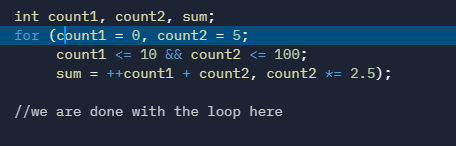 int count1, count2, sum;
for (count1 = 0, count2 = 5;
count1 <= 10 && count2 <= 100;
sum = ++count1 + count2, count2 *= 2.5);
//we are done with the loop here